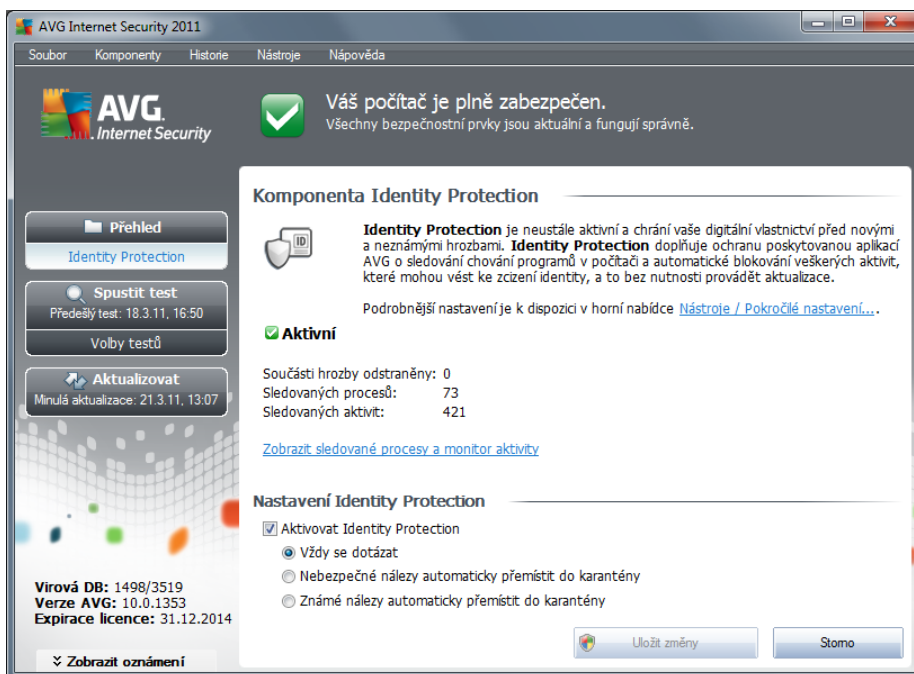 AVG Internet Security 2011
Soubor Komponenty Historie Nástroje Nápověda
AVG.
Internet Security
Váš počítač je plně zabezpečen.
Všechny bezpečnostní prvky jsou aktuální a fungují správně.
Přehled
Identity Protection
Spustit test
Předešlý test: 18.3.11, 16:50
Volby testů
Aktualizovat
Minulá aktualizace: 21.3.11, 13:07
Virová DB: 1498/3519
Verze AVG: 10.0.1353
Expirace licence: 31.12.2014
Zobrazit oznámení
Komponenta Identity Protection
ID
Identity Protection je neustále aktivní a chrání vaše digitální vlastnictví před novými
a neznámými hrozbami. Identity Protection doplňuje ochranu poskytovanou aplikací
AVG o sledování chování programů v počítači a automatické blokování veškerých aktivit,
které mohou vést ke zcizení identity, a to bez nutnosti provádět aktualizace.
Podrobnější nastavení je k dispozici v horní nabídce Nástroje / Pokročilé nastavení... .
Aktivní
Součásti hrozby odstraněny: 0
Sledovaných procesů: 73
Sledovaných aktivit: 421
Zobrazit sledované procesy a monitor aktivity
Nastavení Identity Protection
Aktivovat Identity Protection
Vždy se dotázat
Nebezpečné nálezy automaticky přemístit do karantény
Známé nálezy automaticky přemístit do karantény
Uložit změny
Storno